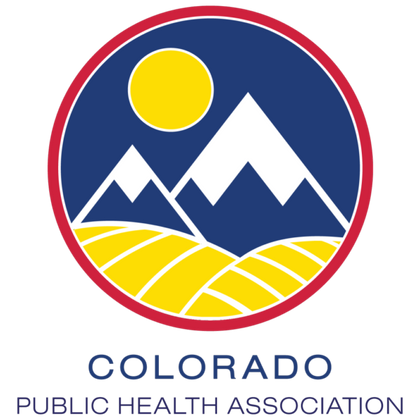 COLORADO
PUBLIC HEALTH ASSOCIATION